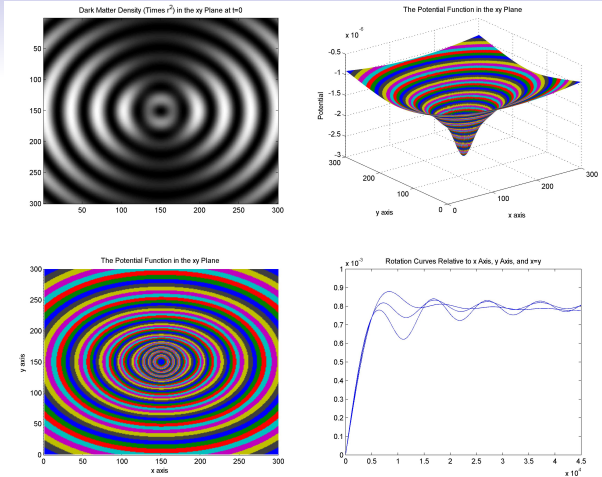 Dark Matter Density (Times r²) in the xy Plane at t=0
50
100
150
200
250
300
50 100 150 200 250 300
The Potential Function in the xy Plane
x 10⁻⁶
-0.5
-1
-1.5
-2
-2.5
-3
Potential
300
200
100
0
y axis
0
100
200
300
x axis
The Potential Function in the xy Plane
300
250
200
150
100
50
0
y axis
0 50 100 150 200 250 300
x axis
Rotation Curves Relative to x Axis, y Axis, and x=y
x 10⁻³
1
0.9
0.8
0.7
0.6
0.5
0.4
0.3
0.2
0.1
0
0 0.5 1 1.5 2 2.5 3 3.5 4 4.5
x 10⁴